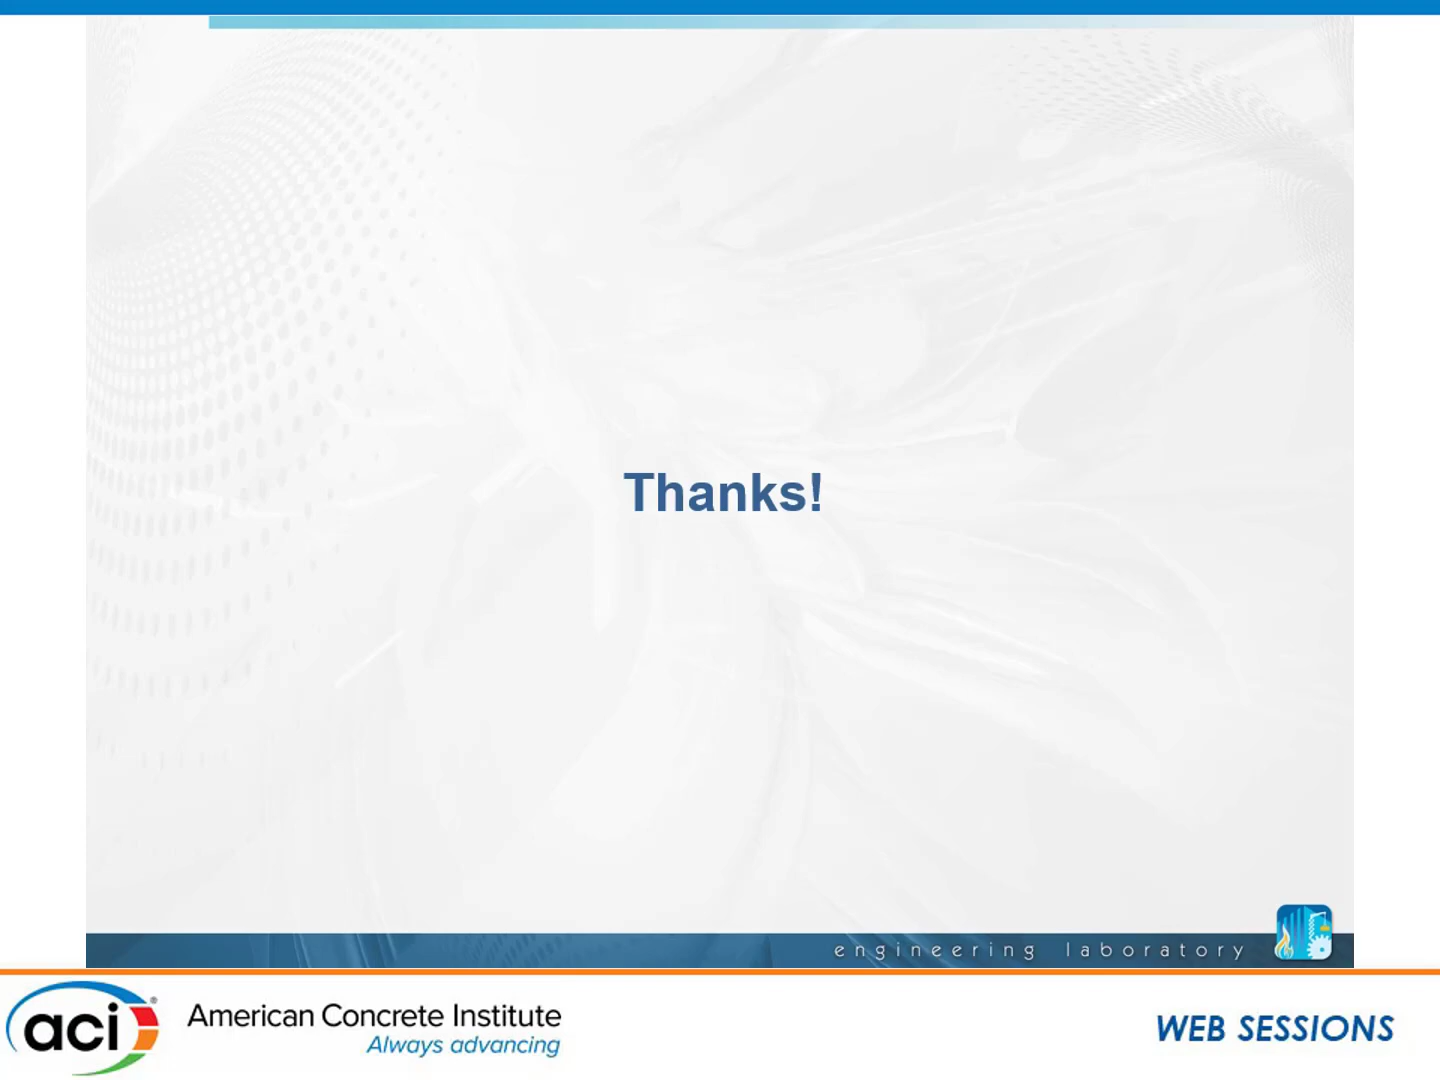 Thanks!
engineering laboratory
aci®
American Concrete Institute
Always advancing
WEB SESSIONS